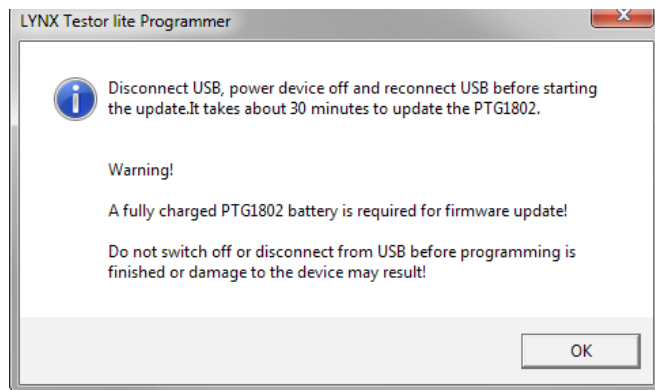 LYNX Testor lite Programmer
Disconnect USB, power device off and reconnect USB before starting
the update.It takes about 30 minutes to update the PTG1802.
Warning!
A fully charged PTG1802 battery is required for firmware update!
Do not switch off or disconnect from USB before programming is
finished or damage to the device may result!
OK